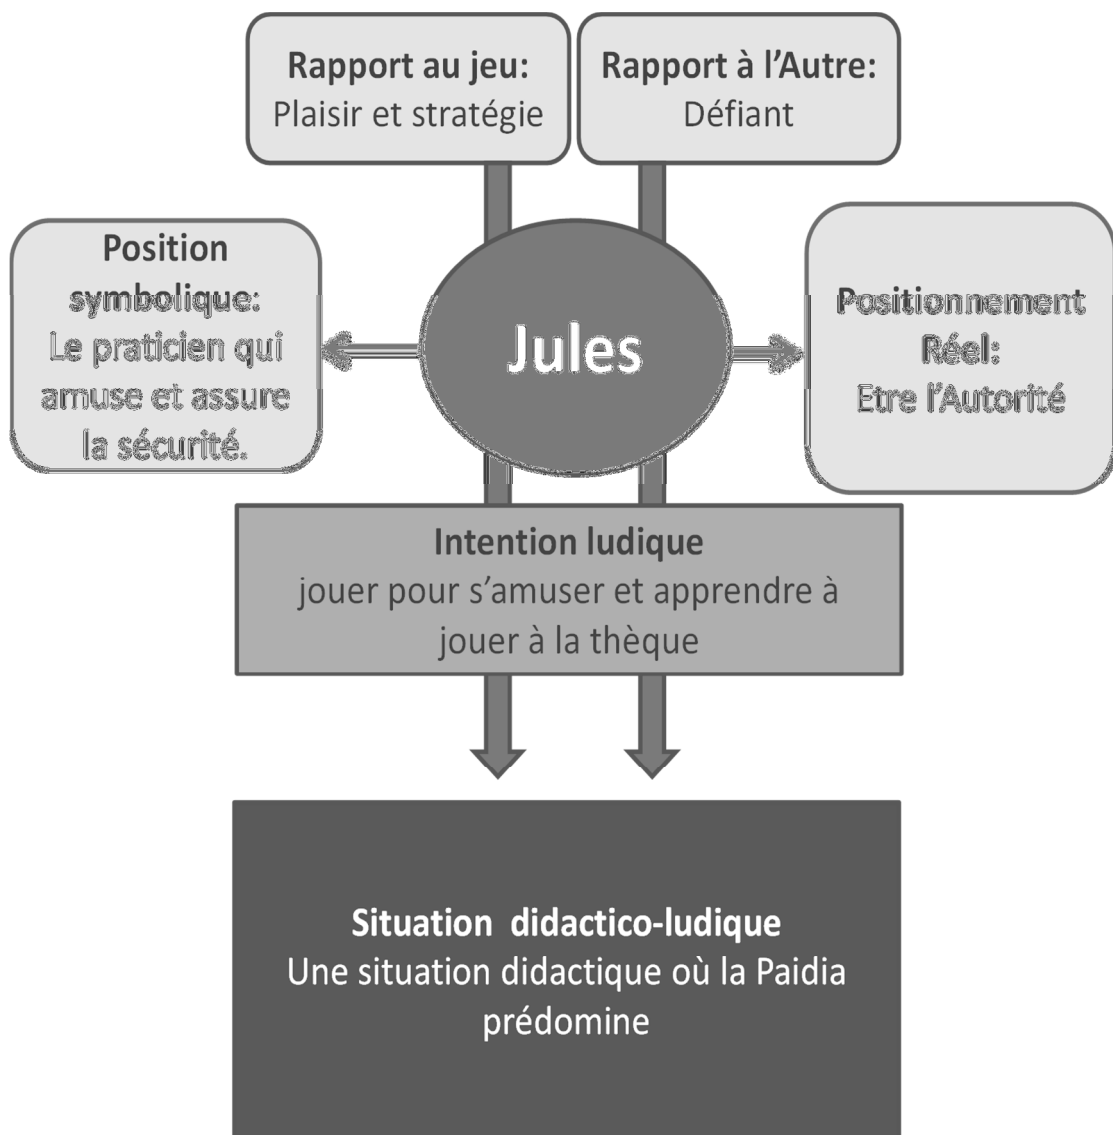 Rapport au jeu:
Plaisir et stratégie
Rapport à l'Autre:
Défiant
Position
symbolique:
Le praticien qui
amuse et assure
la sécurité.
Jules
Positionnement
Réel:
Etre l'Autorité
Intention ludique
jouer pour s'amuser et apprendre à
jouer à la thèque
Situation didactico-ludique
Une situation didactique où la Paidia
prédomine